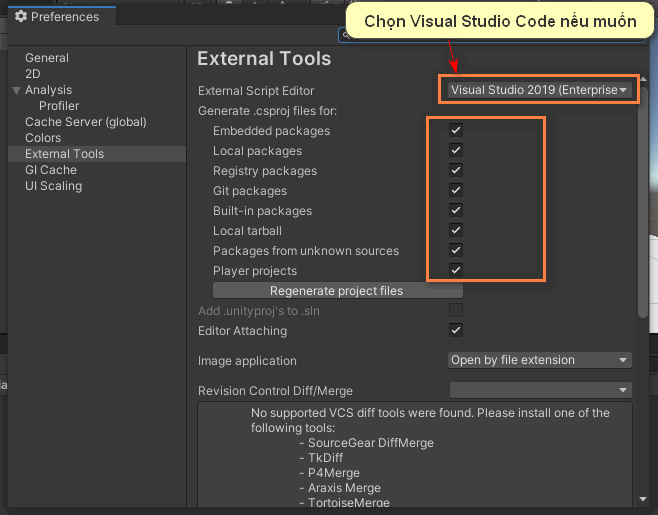 Preferences
Chọn Visual Studio Code nếu muốn
General
2D
Analysis
Profiler
Cache Server (global)
Colors
External Tools
GI Cache
UI Scaling
External Tools
External Script Editor
Visual Studio 2019 (Enterprise
Generate .csproj files for:
Embedded packages
Local packages
Registry packages
Git packages
Built-in packages
Local tarball
Packages from unknown sources
Player projects
Regenerate project files
Add .unityproj's to .sln
Editor Attaching
Image application
Open by file extension
Revision Control Diff/Merge
No supported VCS diff tools were found. Please install one of the
following tools:
- SourceGear DiffMerge
- TkDiff
- P4Merge
- Araxis Merge
- TortoiseMerge